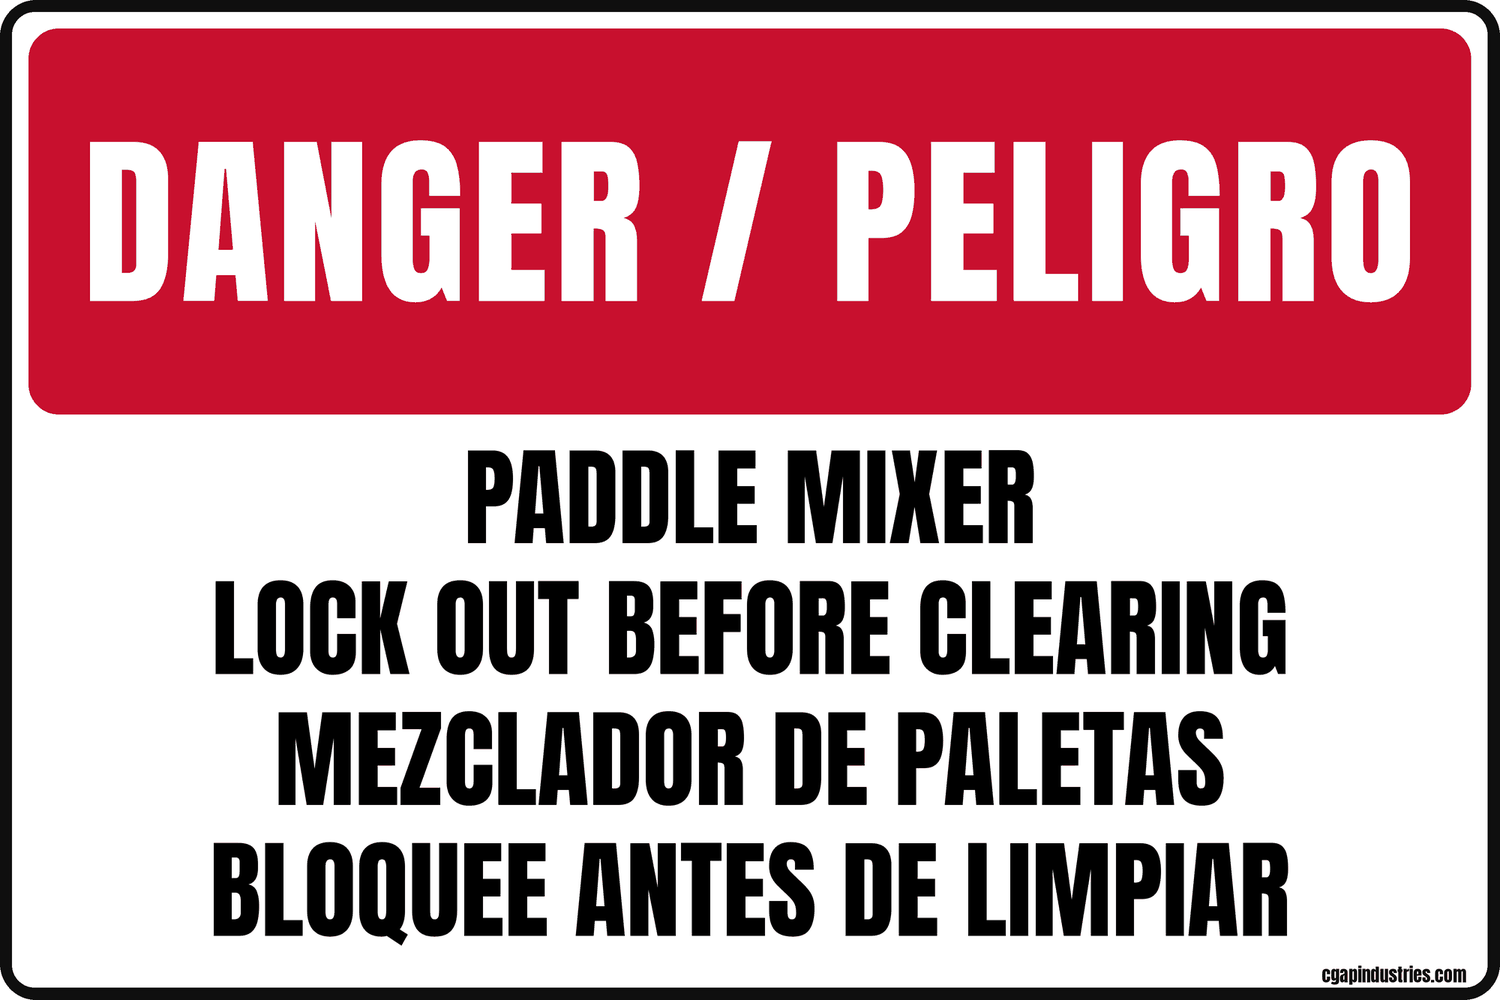 DANGER / PELIGRO
PADDLE MIXER
LOCK OUT BEFORE CLEARING
MEZCLADOR DE PALETAS
BLOQUEE ANTES DE LIMPIAR
cgapindustries.com